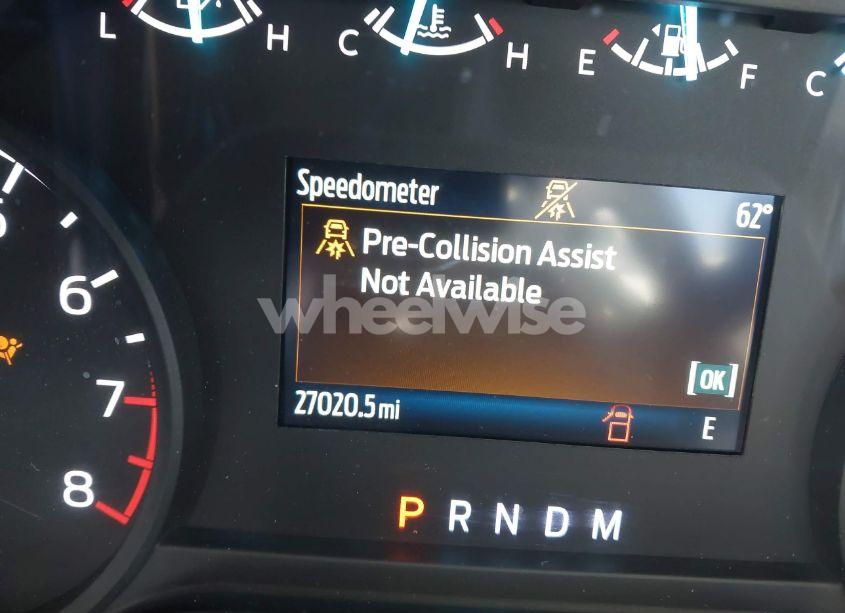 L H C H E F C
Speedometer 62°
Pre-Collision Assist
Not Available
wheelwise
6
7
8
[OK]
27020.5 mi E
P R N D M